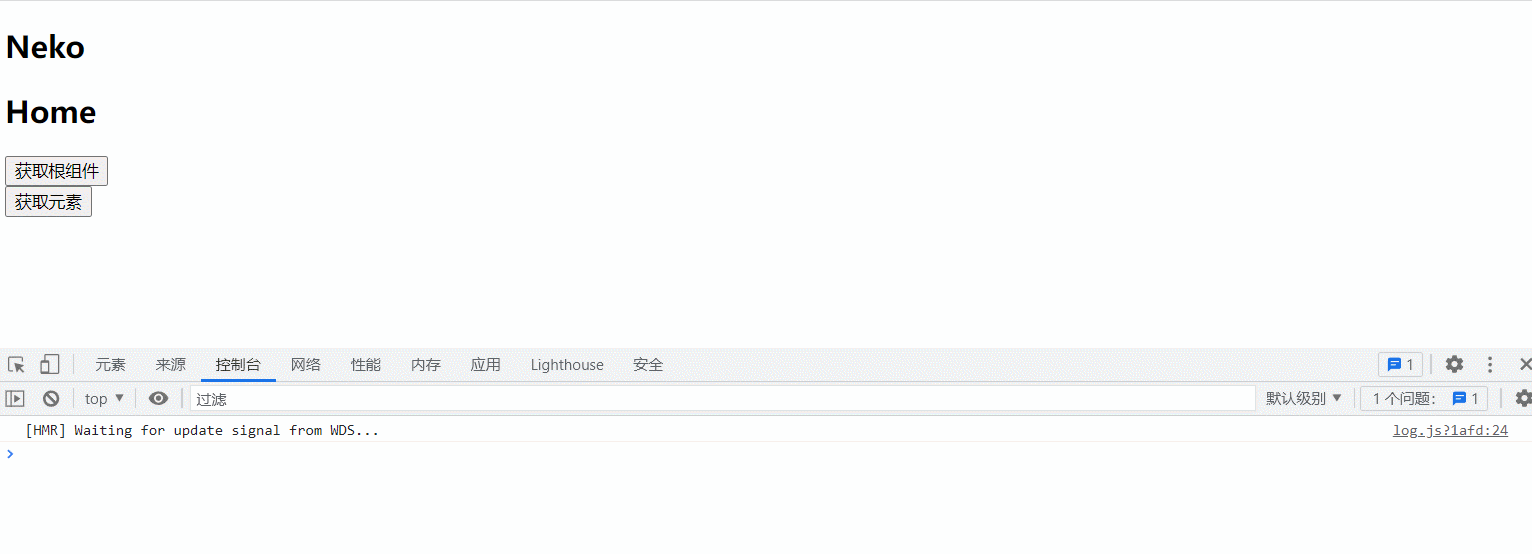 Neko
Home
获取根组件
获取元素
元素 来源 控制台 网络 性能 内存 应用 Lighthouse 安全 1
top 过滤 默认级别 1 个问题: 1
[HMR] Waiting for update signal from WDS... log.js?1afd:24